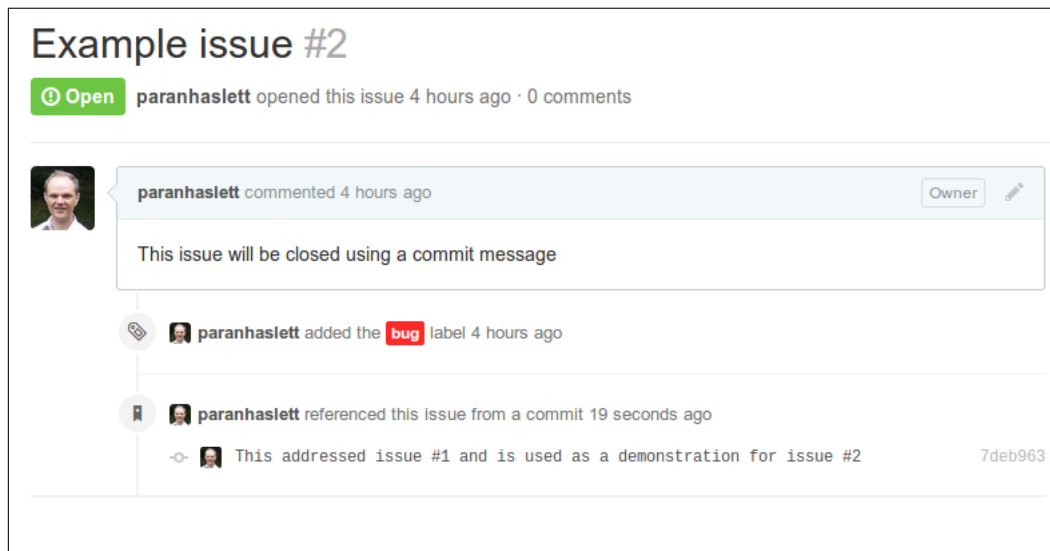 Example issue #2
Open paranhaslett opened this issue 4 hours ago · 0 comments
paranhaslett commented 4 hours ago Owner
This issue will be closed using a commit message
paranhaslett added the bug label 4 hours ago
paranhaslett referenced this issue from a commit 19 seconds ago
This addressed issue #1 and is used as a demonstration for issue #2 7deb963